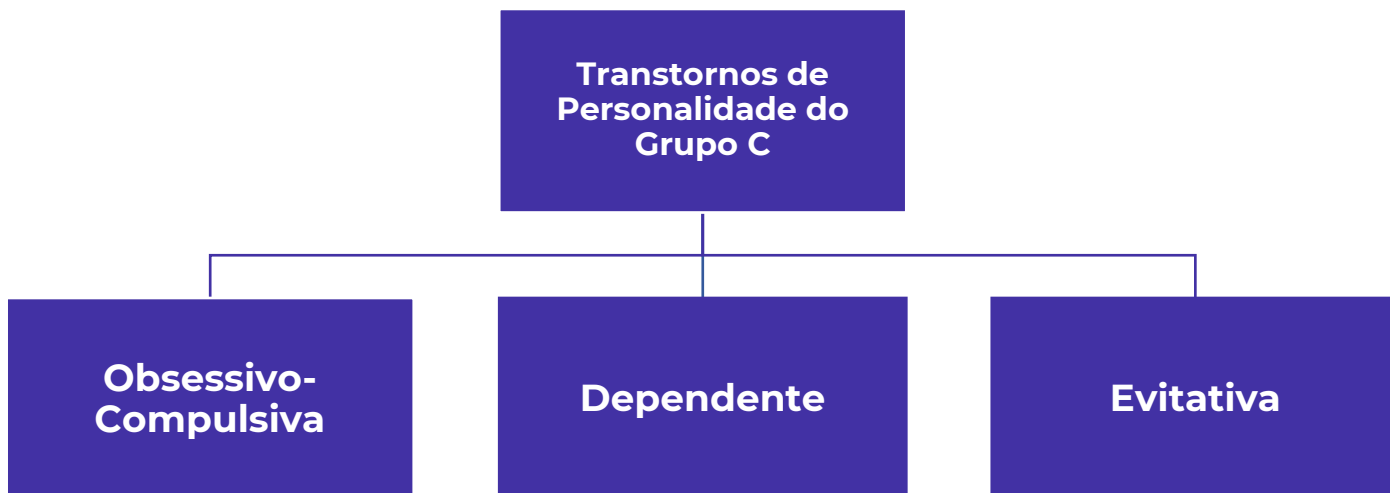 Transtornos de
Personalidade do
Grupo C
Obsessivo-
Compulsiva
Dependente
Evitativa